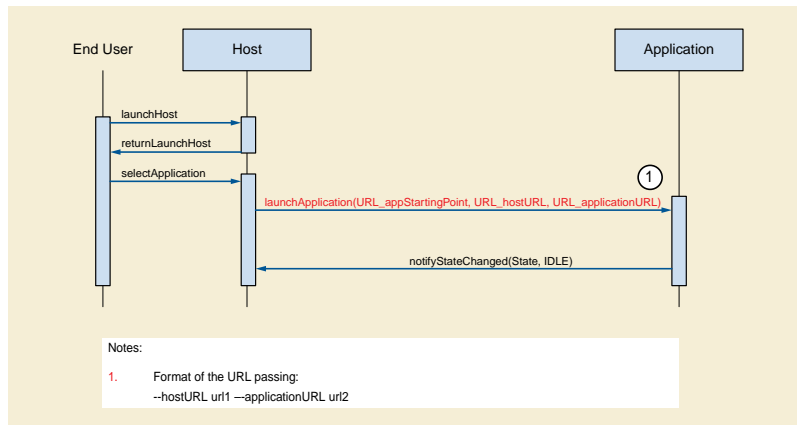 End User
Host
Application
launchHost
returnLaunchHost
selectApplication
1
launchApplication(URL_appStartingPoint, URL_hostURL, URL_applicationURL)
notifyStateChanged(State, IDLE)
Notes:
1. Format of the URL passing:
--hostURL url1 –-applicationURL url2